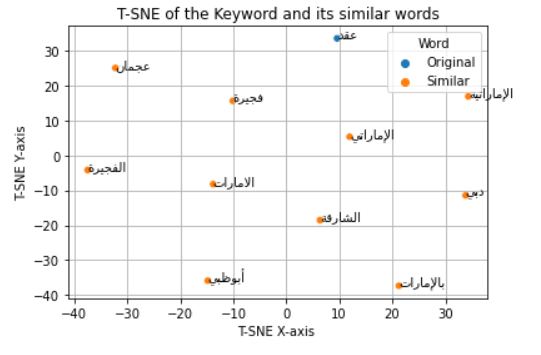 T-SNE of the Keyword and its similar words
عقد
Word
Original
Similar
عجمان
الإماراتية
فجيرة
الإماراتي
الفجيرة
الامارات
دبي
الشارقة
أبوظبي
بالإمارات
T-SNE Y-axis
30
20
10
0
−10
−20
−30
−40
−40
−30
−20
−10
0
10
20
30
T-SNE X-axis